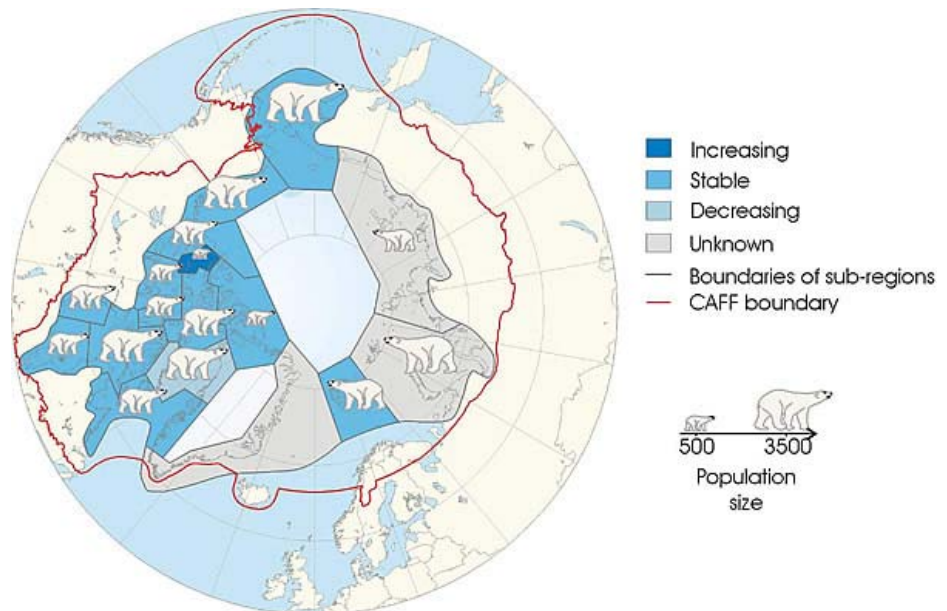 Increasing
Stable
Decreasing
Unknown
Boundaries of sub-regions
CAFF boundary
500
3500
Population
size